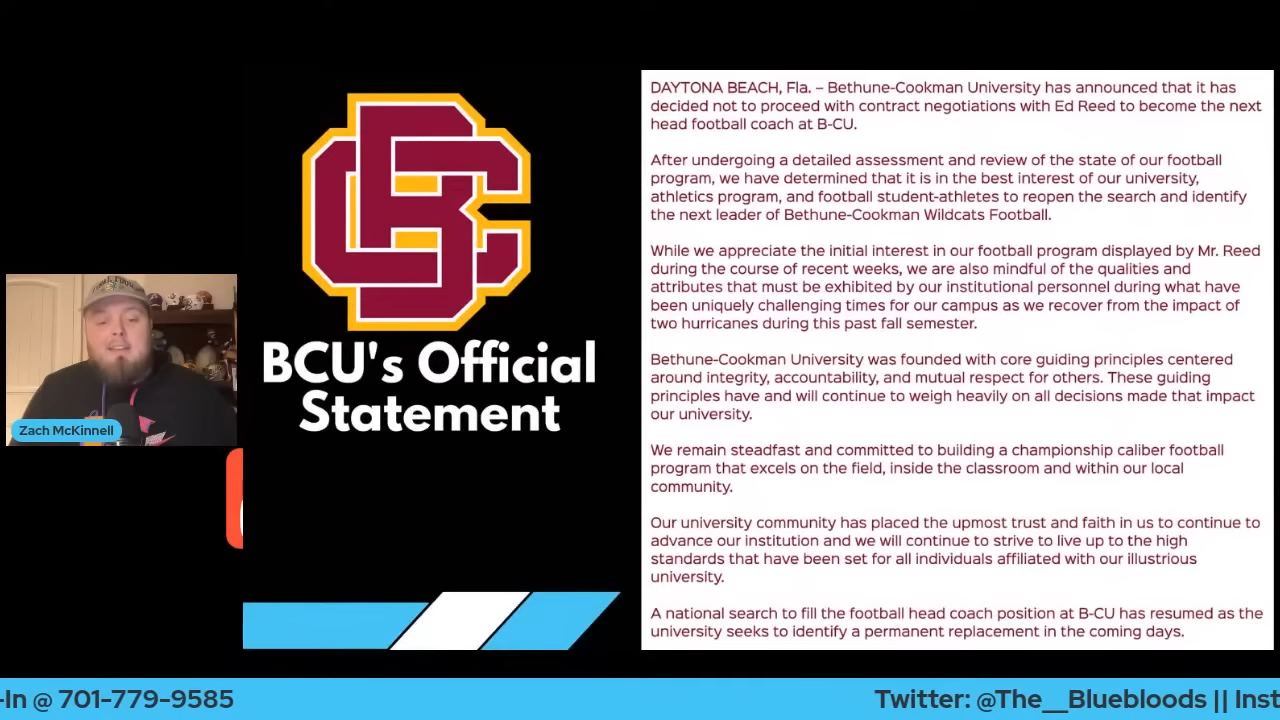 DAYTONA BEACH, Fla. – Bethune-Cookman University has announced that it has
decided not to proceed with contract negotiations with Ed Reed to become the next
head football coach at B-CU.
After undergoing a detailed assessment and review of the state of our football
program, we have determined that it is in the best interest of our university,
athletics program, and football student-athletes to reopen the search and identify
the next leader of Bethune-Cookman Wildcats Football.
While we appreciate the initial interest in our football program displayed by Mr. Reed
during the course of recent weeks, we are also mindful of the qualities and
attributes that must be exhibited by our institutional personnel during what have
been uniquely challenging times for our campus as we recover from the impact of
two hurricanes during this past fall semester.
Bethune-Cookman University was founded with core guiding principles centered
around integrity, accountability, and mutual respect for others. These guiding
principles have and will continue to weigh heavily on all decisions made that impact
our university.
We remain steadfast and committed to building a championship caliber football
program that excels on the field, inside the classroom and within our local
community.
Our university community has placed the upmost trust and faith in us to continue to
advance our institution and we will continue to strive to live up to the high
standards that have been set for all individuals affiliated with our illustrious
university.
A national search to fill the football head coach position at B-CU has resumed as the
university seeks to identify a permanent replacement in the coming days.
BC
BCU's Official
Statement
Zach McKinnell
-In @ 701-779-9585
Twitter: @The__Bluebloods || Inst